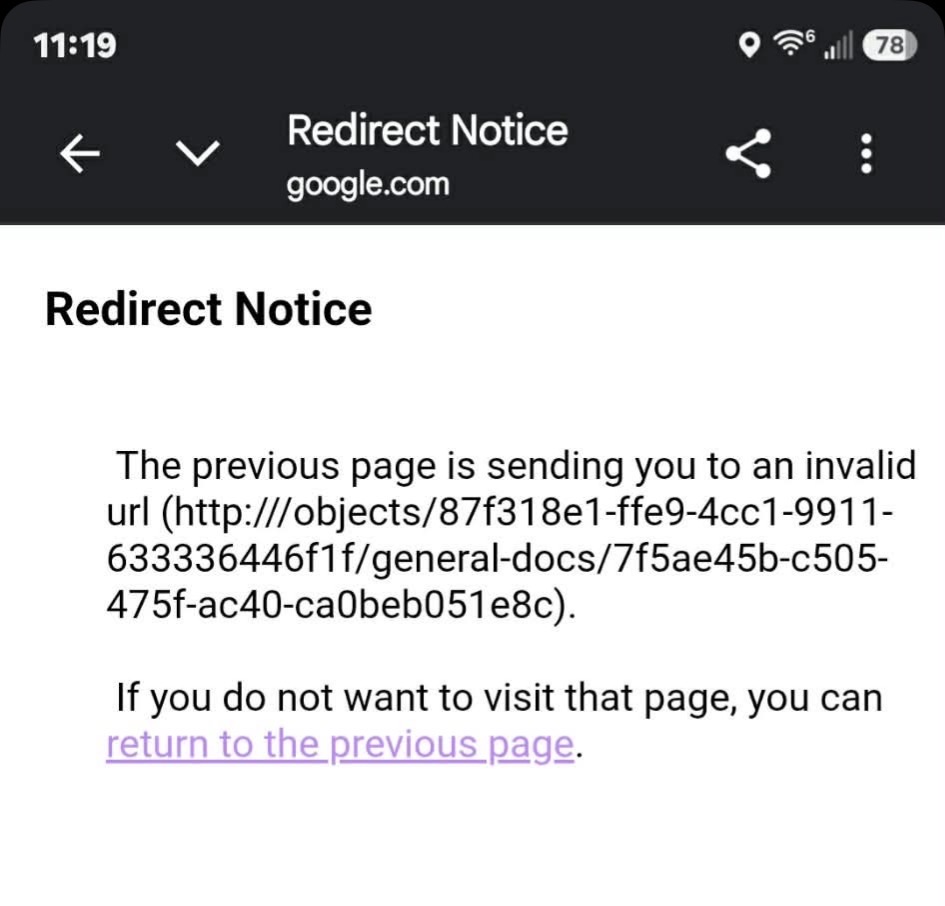 11:19
6
78
Redirect Notice
google.com
Redirect Notice
The previous page is sending you to an invalid
url (http:///objects/87f318e1-ffe9-4cc1-9911-
633336446f1f/general-docs/7f5ae45b-c505-
475f-ac40-ca0beb051e8c).
If you do not want to visit that page, you can
return to the previous page.